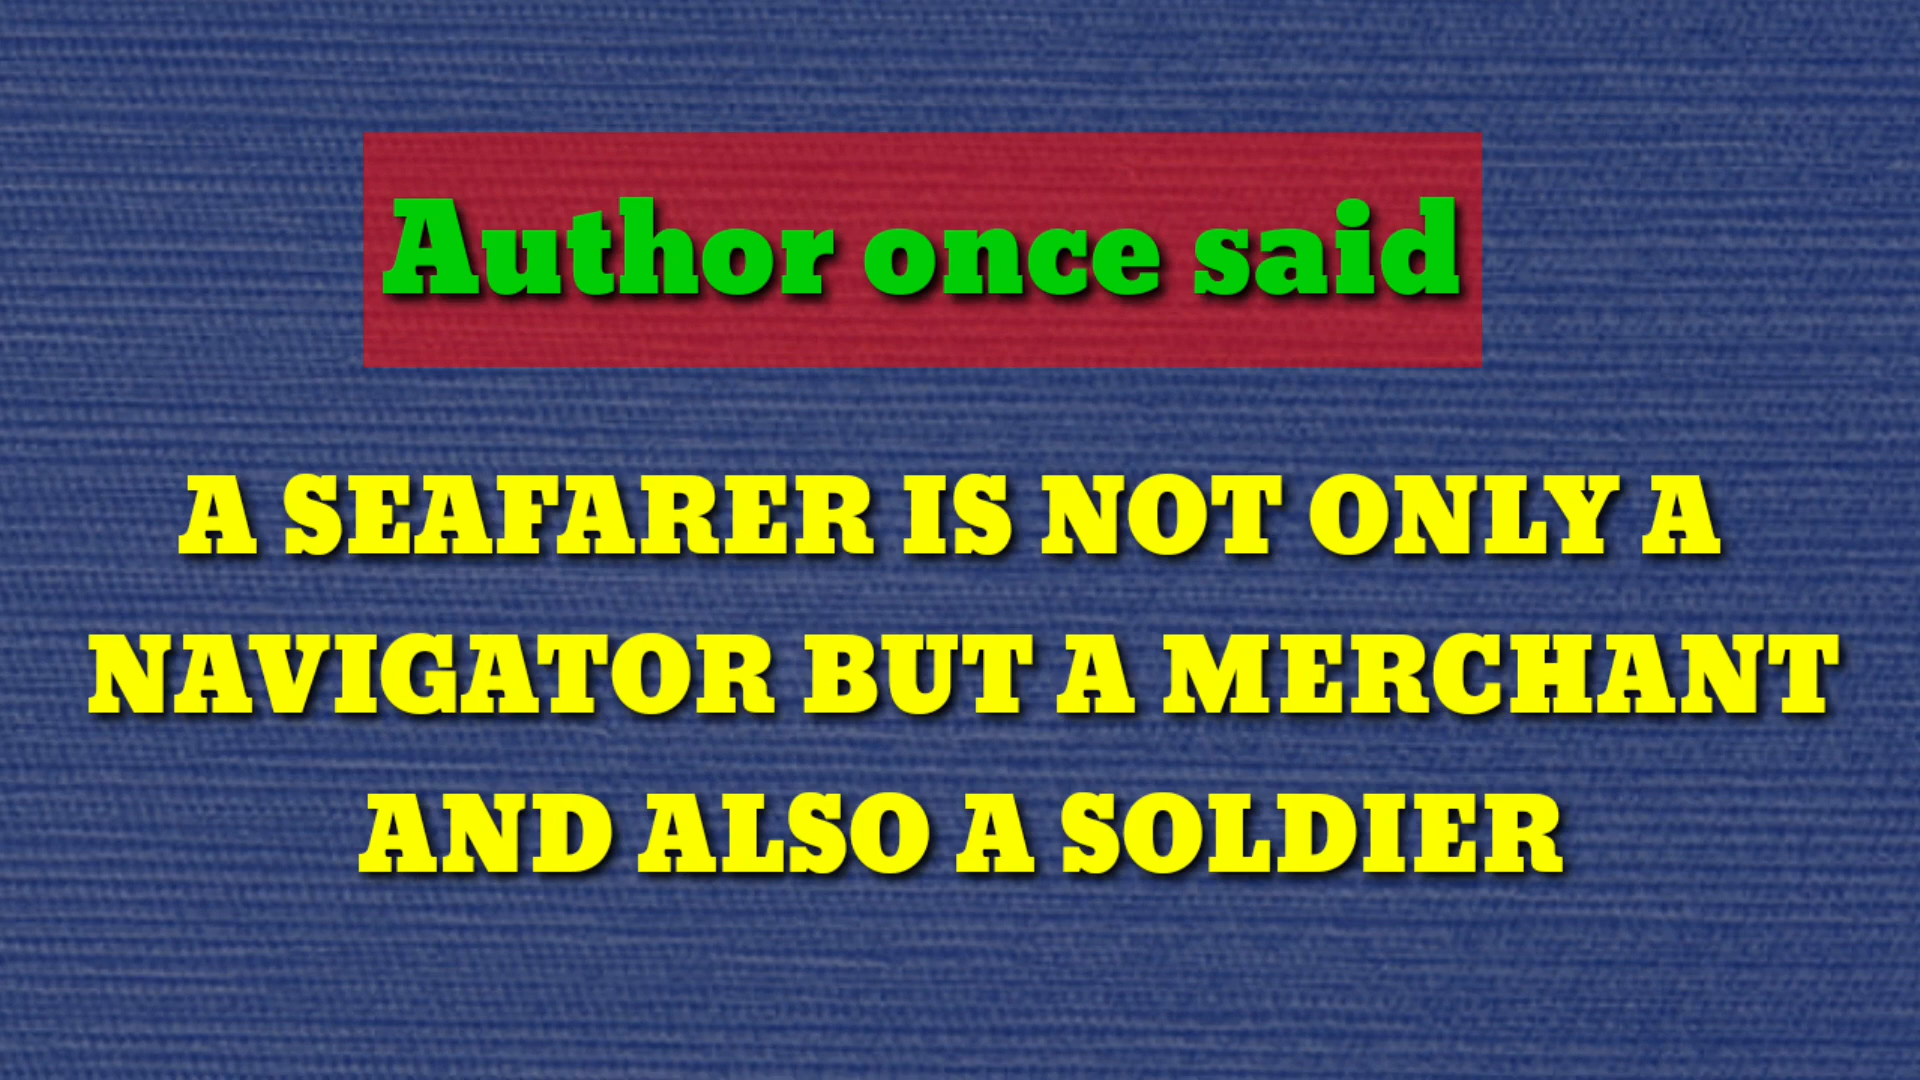 Author once said
A SEAFARER IS NOT ONLY A
NAVIGATOR BUT A MERCHANT
AND ALSO A SOLDIER